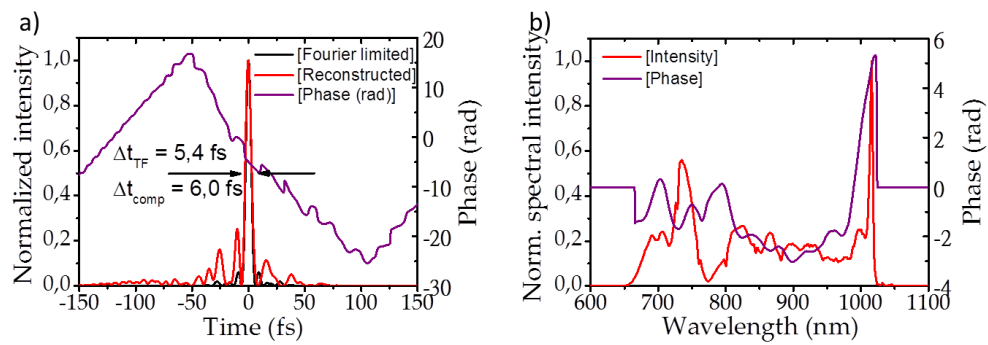 a)
Normalized intensity
1,0
0,8
0,6
0,4
0,2
0,0
[Fourier limited]
[Reconstructed]
[Phase (rad)]
Δt_TF = 5,4 fs
Δt_comp = 6,0 fs
20
10
0
-10
-20
-30
Phase (rad)
-150 -100 -50 0 50 100 150
Time (fs)
b)
Norm. spectral intensity
1,0
0,8
0,6
0,4
0,2
0,0
[Intensity]
[Phase]
6
4
2
0
-2
-4
Phase (rad)
600 700 800 900 1000 1100
Wavelength (nm)